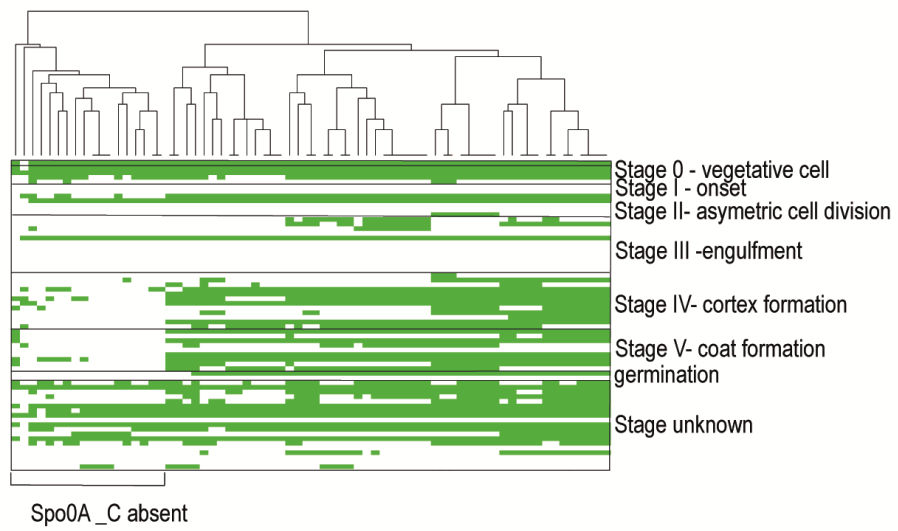 Stage 0 - vegetative cell
Stage I - onset
Stage II- asymetric cell division
Stage III -engulfment
Stage IV- cortex formation
Stage V- coat formation
germination
Stage unknown
Spo0A _C absent